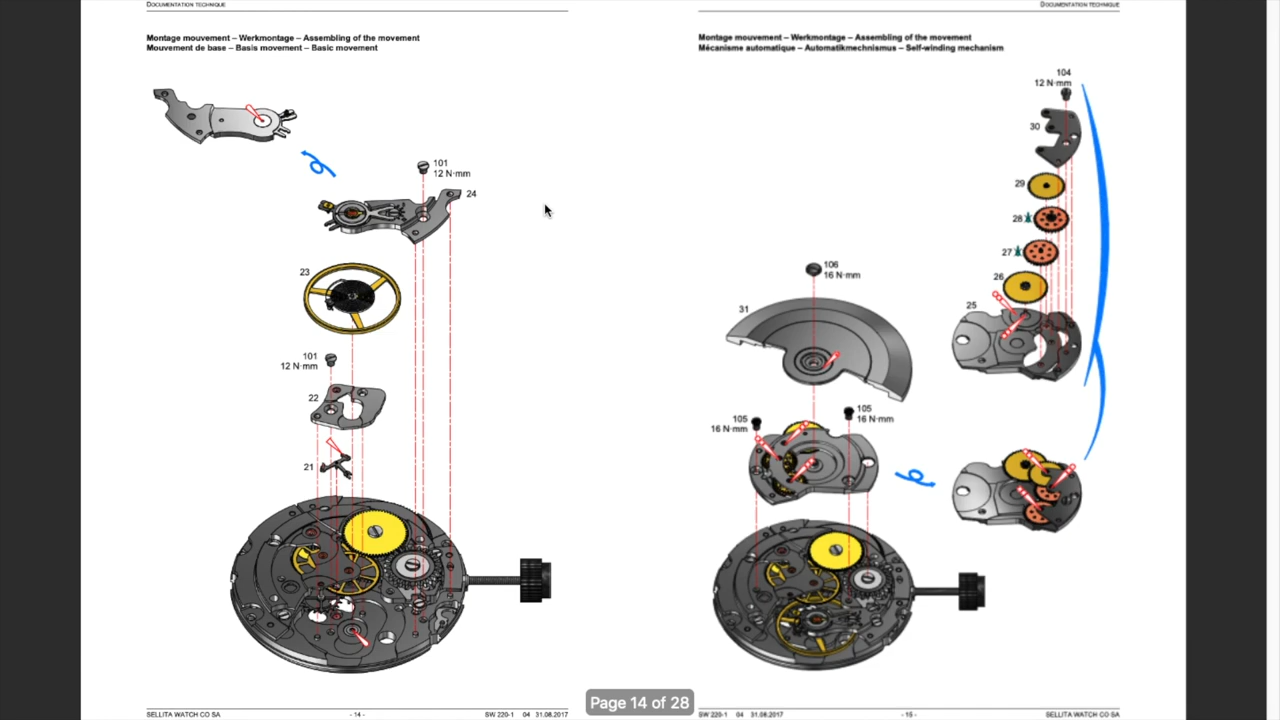 DOCUMENTATION TECHNIQUE
Montage mouvement – Werkmontage – Assembling of the movement
Mouvement de base – Basis movement – Basic movement
101
12 N·mm
24
23
101
12 N·mm
22
21
SELLITA WATCH CO SA
- 14 -
SW 220-1 04 31.08.2017
DOCUMENTATION TECHNIQUE
Montage mouvement – Werkmontage – Assembling of the movement
Mécanisme automatique – Automatikmechnismus – Self-winding mechanism
104
12 N·mm
30
29
28
27
26
25
106
16 N·mm
31
105
16 N·mm
105
16 N·mm
SW 220-1 04 31.08.2017
- 15 -
SELLITA WATCH CO SA
Page 14 of 28